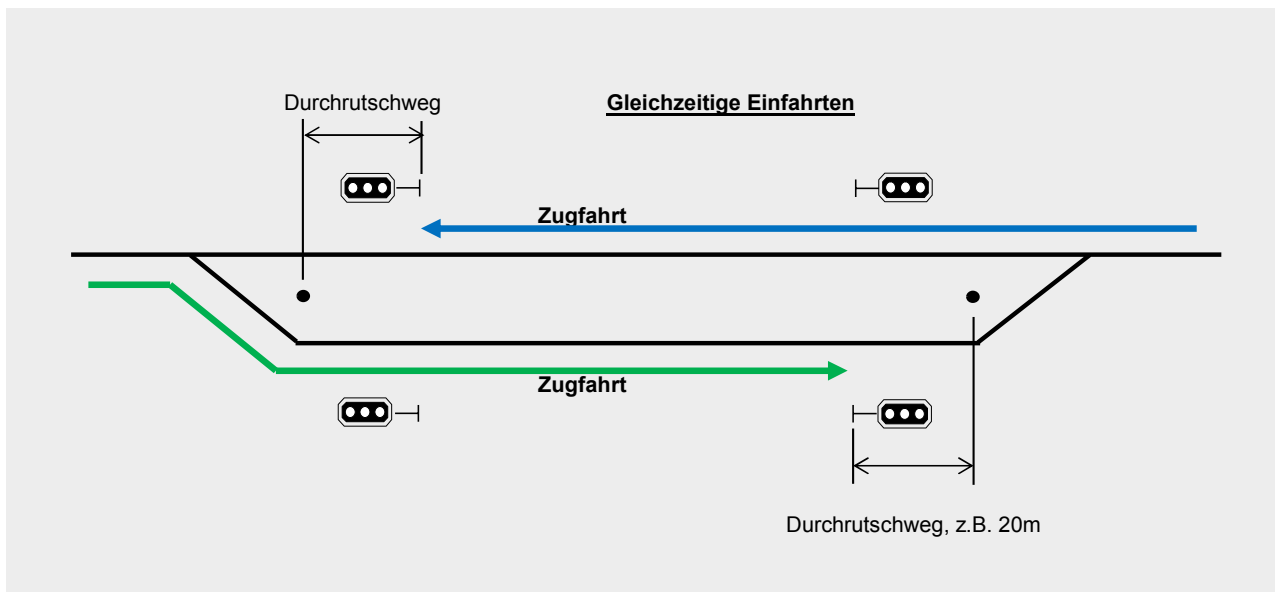 Durchrutschweg
Gleichzeitige Einfahrten
Zugfahrt
Zugfahrt
Durchrutschweg, z.B. 20m